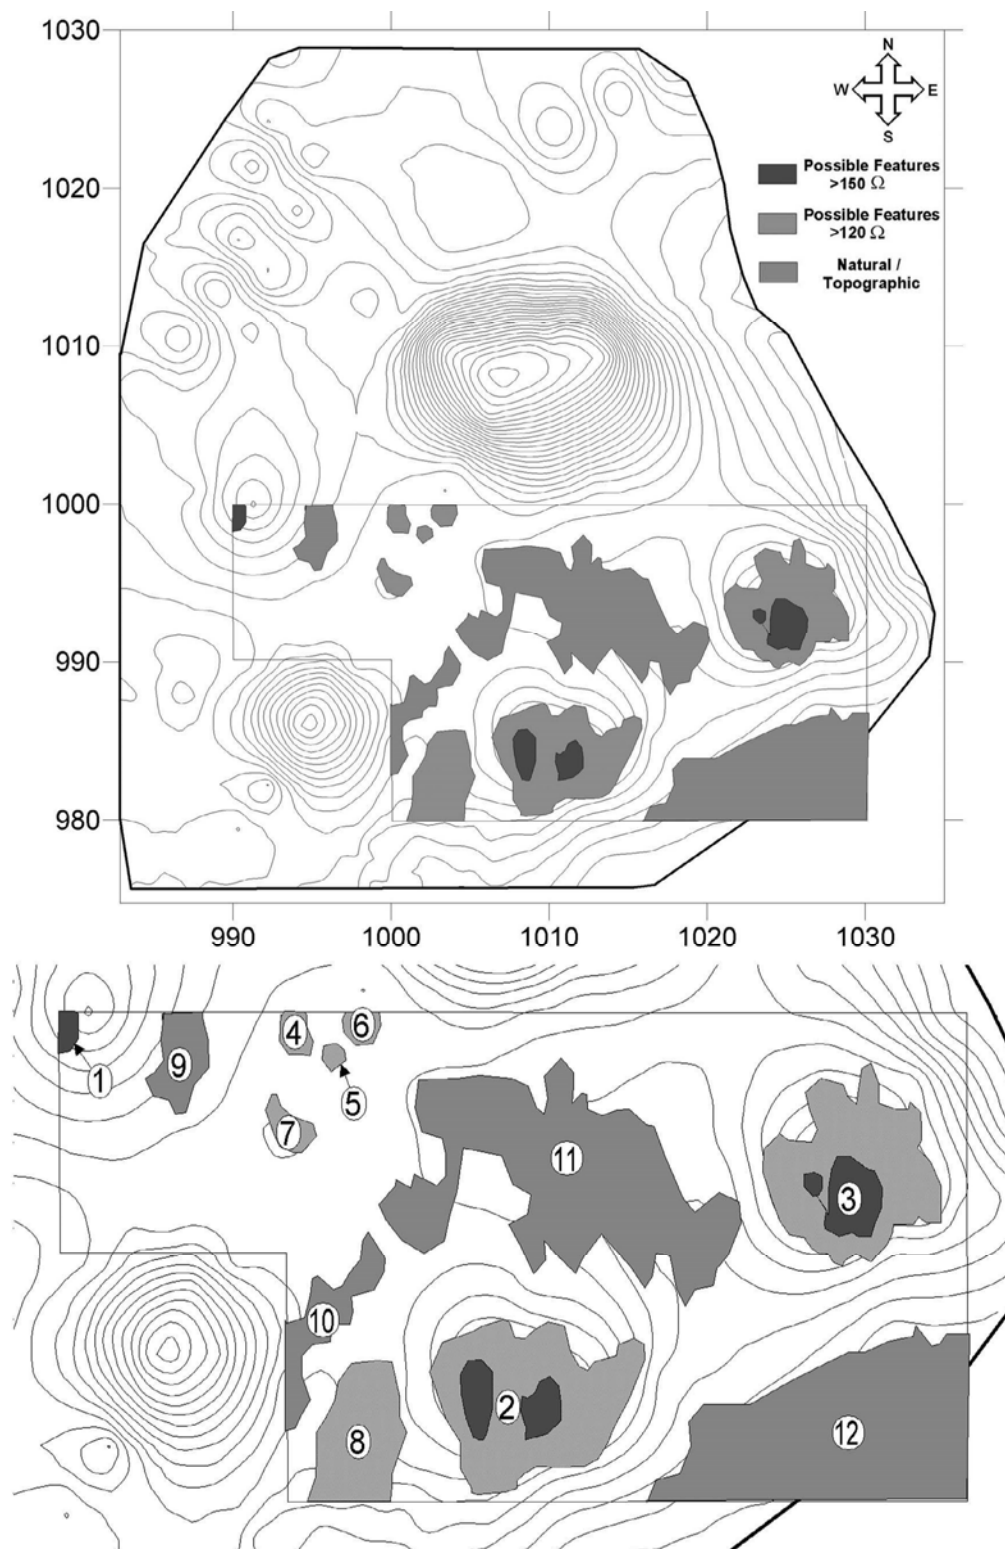 1030
N
W E
S
Possible Features
>150 Ω
1020
Possible Features
>120 Ω
Natural /
Topographic
1010
1000
990
980
990 1000 1010 1020 1030
4 6
9
1
5
7
11
3
10
2
8
12